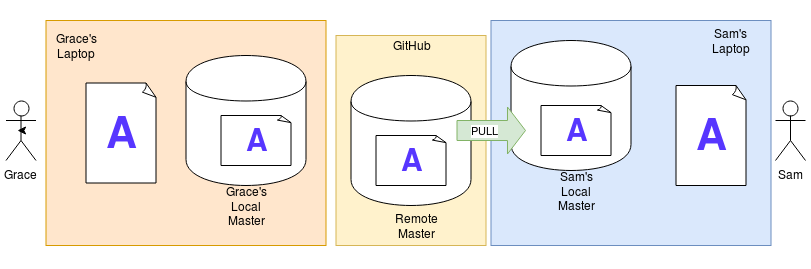 Grace's
Laptop
A
A
Grace's
Local
Master
Grace
GitHub
A
Remote
Master
PULL
Sam's
Laptop
A
Sam's
Local
Master
A
Sam